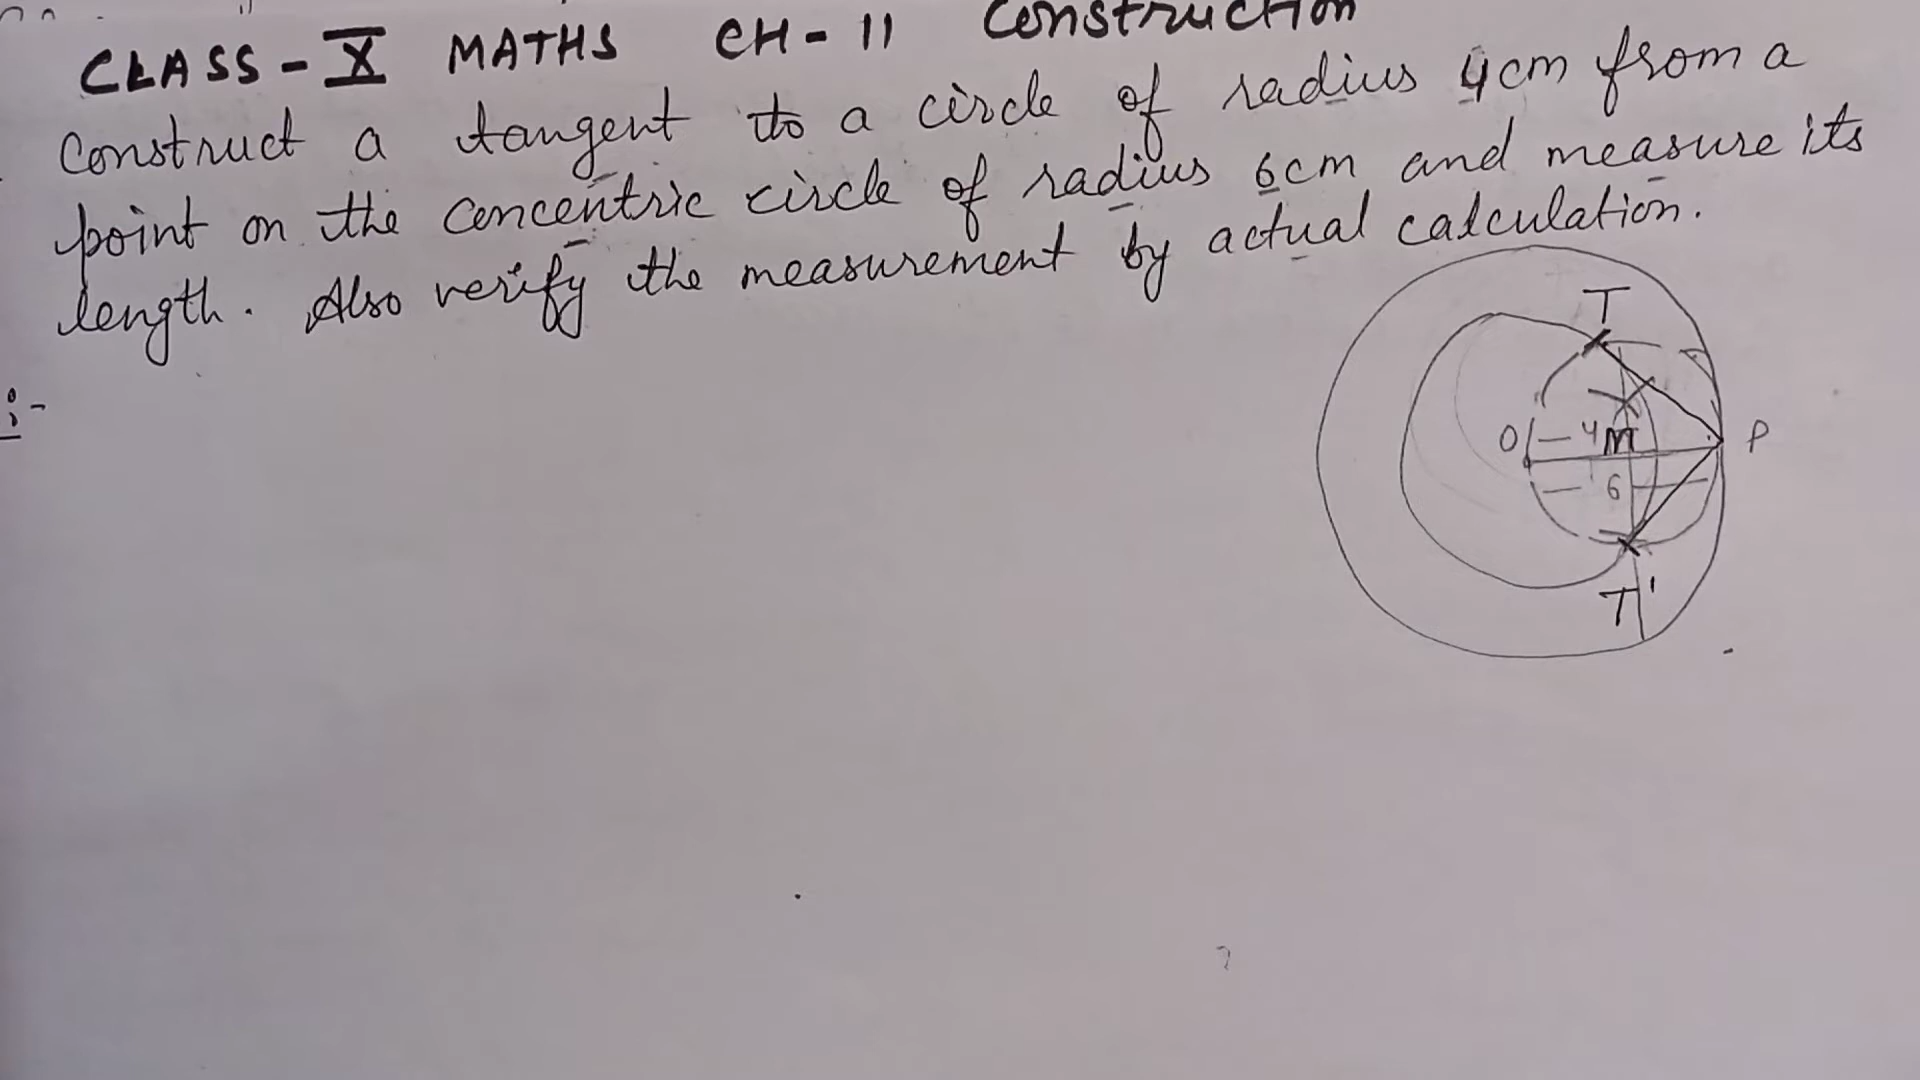 CLASS - X MATHS CH - 11 Construction
Construct a tangent to a circle of radius 4cm from a
point on the concentric circle of radius 6cm and measure its
length. Also verify the measurement by actual calculation.
:-
T
O 4 M P
6
T'